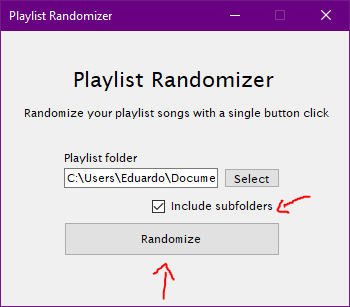 Playlist Randomizer
Playlist Randomizer
Randomize your playlist songs with a single button click
Playlist folder
C:\Users\Eduardo\Docume Select
Include subfolders
Randomize